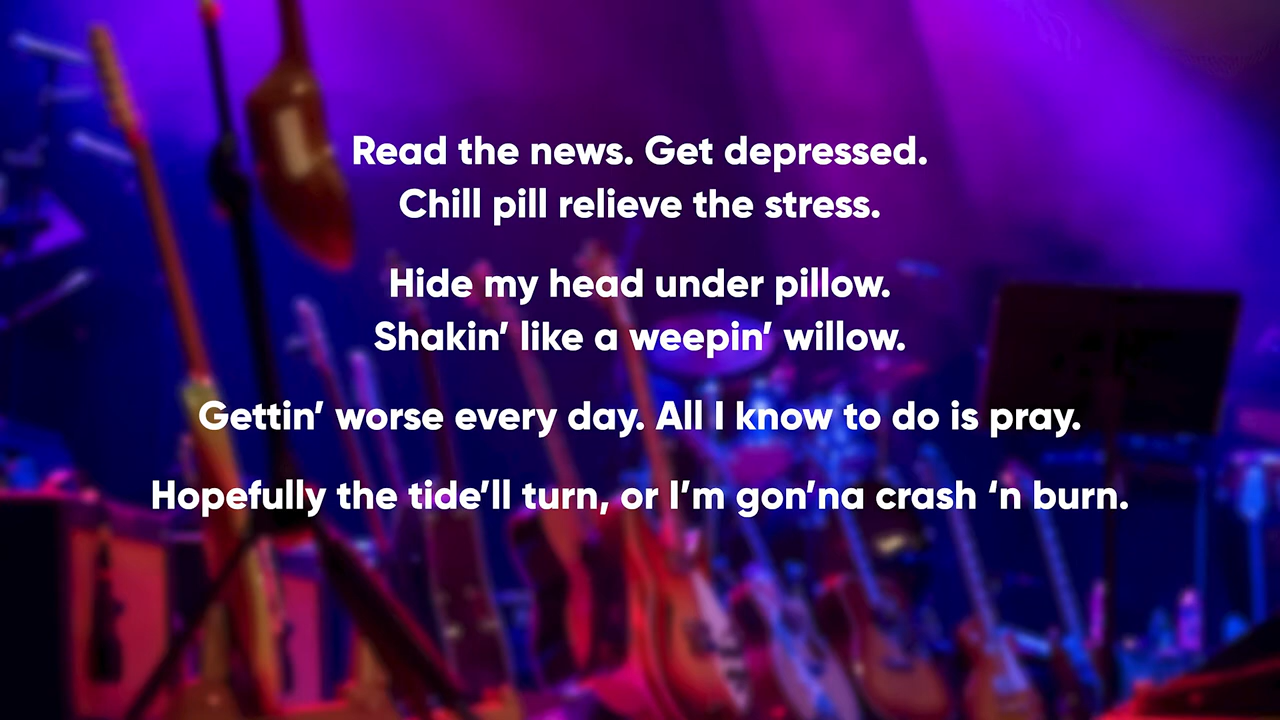 Read the news. Get depressed.
Chill pill relieve the stress.
Hide my head under pillow.
Shakin’ like a weepin’ willow.
Gettin’ worse every day. All I know to do is pray.
Hopefully the tide’ll turn, or I’m gon’na crash ‘n burn.